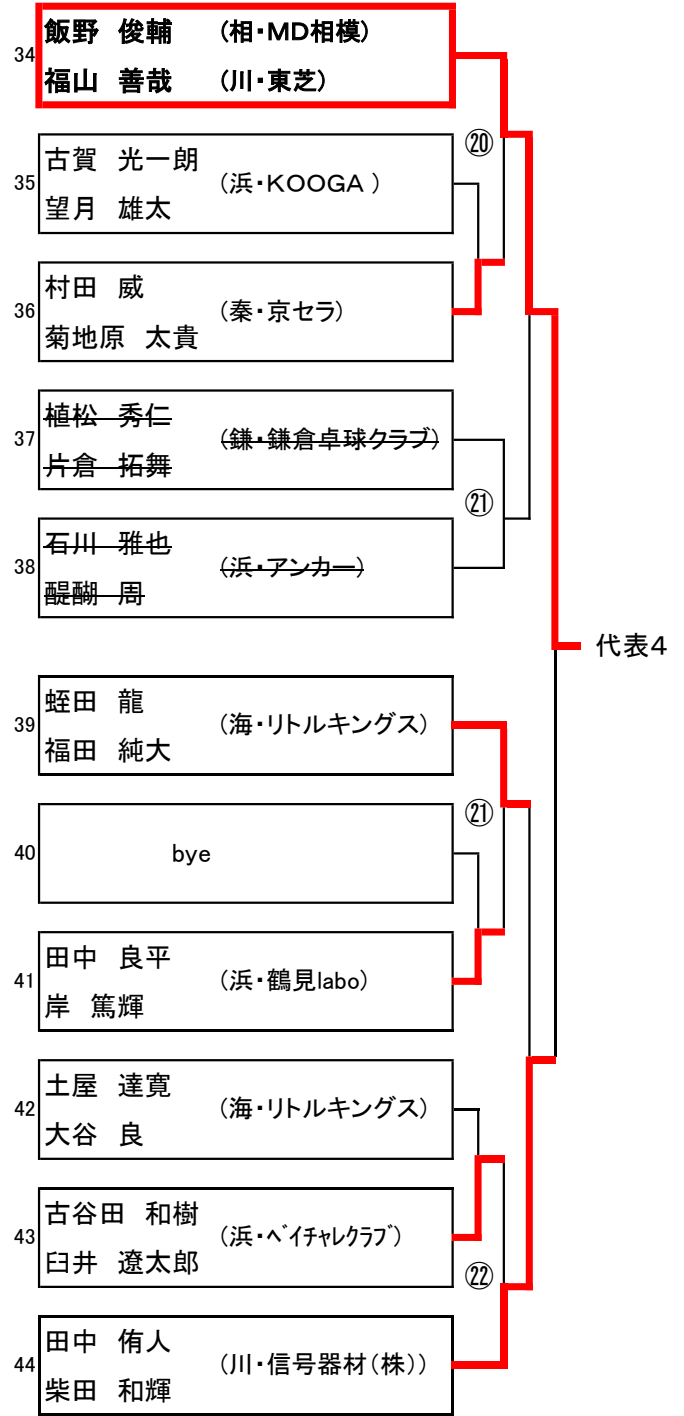 34
飯野 俊輔 (相・MD相模)
福山 善哉 (川・東芝)
⑳
35
古賀 光一朗
(浜・KOOGA )
望月 雄太
36
村田 威
(秦・京セラ)
菊地原 太貴
37
植松 秀仁
(鎌・鎌倉卓球クラブ)
片倉 拓舞
㉑
38
石川 雅也
(浜・アンカー)
醍醐 周
代表4
39
蛭田 龍
(海・リトルキングス)
福田 純大
㉑
40
bye
41
田中 良平
(浜・鶴見labo)
岸 篤輝
42
土屋 達寛
(海・リトルキングス)
大谷 良
43
古谷田 和樹
(浜・ベイチャレクラブ)
臼井 遼太郎
㉒
44
田中 侑人
(川・信号器材(株))
柴田 和輝